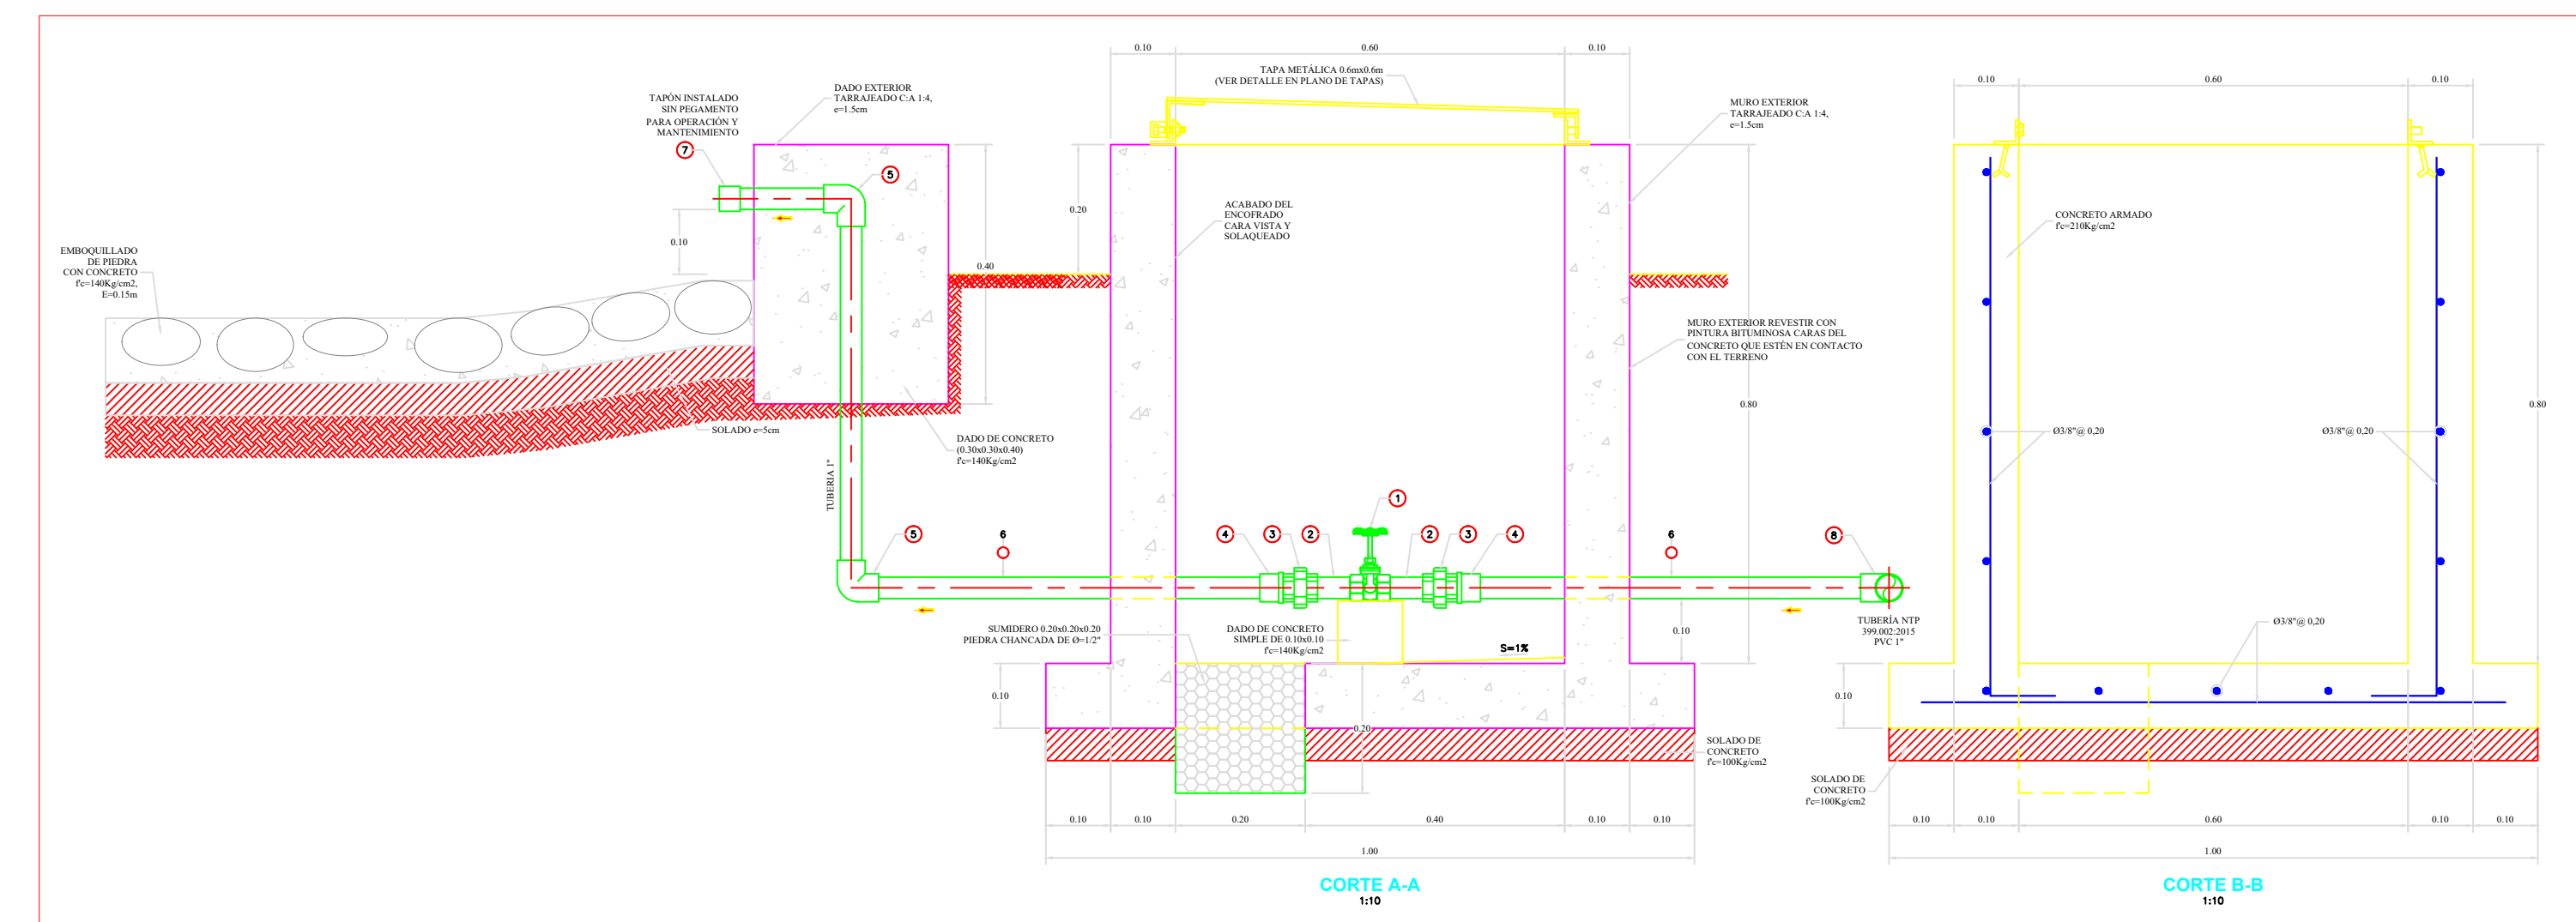 0.10
0.60
0.10
TAPA METÁLICA 0.6mx0.6m
(VER DETALLE EN PLANO DE TAPAS)
DADO EXTERIOR
TARRAJEADO C:A 1:4,
e=1.5cm
TAPÓN INSTALADO
SIN PEGAMENTO
PARA OPERACIÓN Y
MANTENIMIENTO
7
5
MURO EXTERIOR
TARRAJEADO C:A 1:4,
e=1.5cm
0.20
0.10
0.40
ACABADO DEL
ENCOFRADO
CARA VISTA Y
SOLAQUEADO
EMBOQUILLADO
DE PIEDRA
CON CONCRETO
f'c=140Kg/cm2,
E=0.15m
MURO EXTERIOR REVESTIR CON
PINTURA BITUMINOSA CARAS DEL
CONCRETO QUE ESTÉN EN CONTACTO
CON EL TERRENO
0.80
SOLADO e=5cm
DADO DE CONCRETO
(0.30x0.30x0.40)
f'c=140Kg/cm2
TUBERIA 1"
1
5
6
4
3
2
2
3
4
6
8
SUMIDERO 0.20x0.20x0.20
PIEDRA CHANCADA DE Ø=1/2"
DADO DE CONCRETO
SIMPLE DE 0.10x0.10
f'c=140Kg/cm2
S=1%
0.10
TUBERÍA NTP
399.002:2015
PVC 1"
0.10
0.20
SOLADO DE
CONCRETO
f'c=100Kg/cm2
0.10
0.10
0.20
0.40
0.10
0.10
1.00
CORTE A-A
1:10
0.10
0.60
0.10
CONCRETO ARMADO
f'c=210Kg/cm2
0.80
Ø3/8"@ 0,20
Ø3/8"@ 0,20
Ø3/8"@ 0,20
0.10
SOLADO DE
CONCRETO
f'c=100Kg/cm2
0.10
0.10
0.60
0.10
0.10
1.00
CORTE B-B
1:10